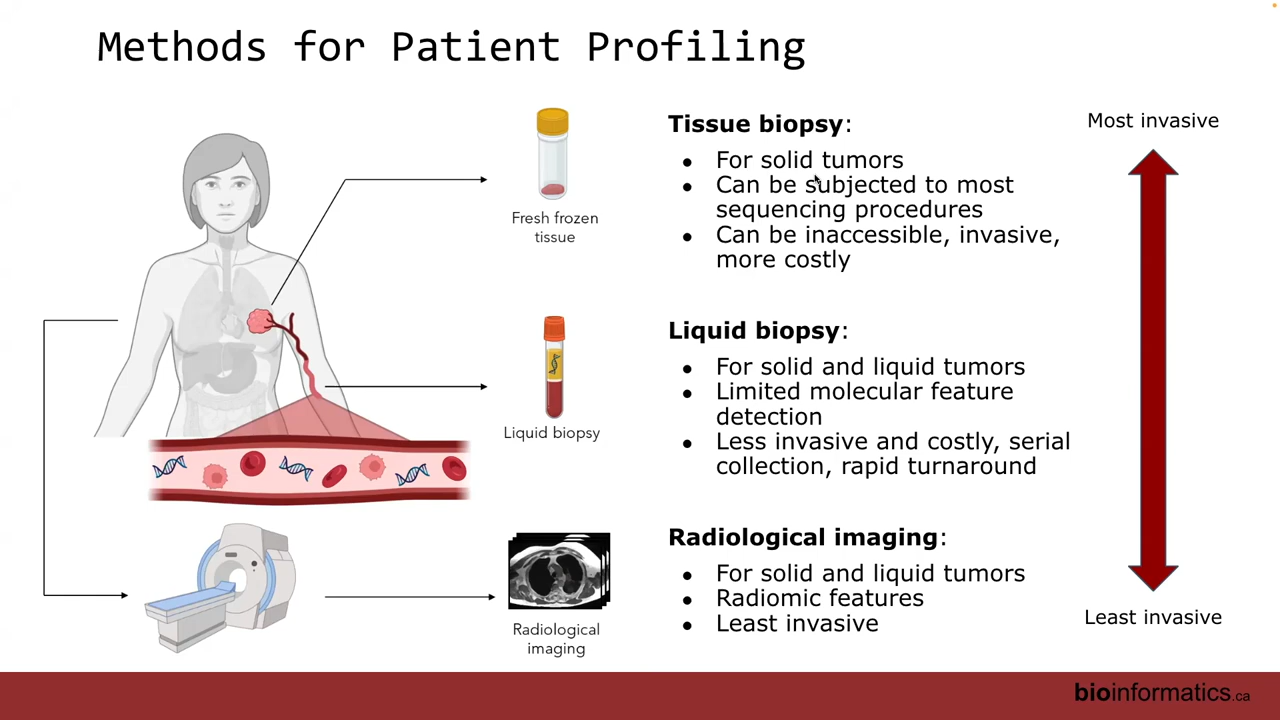 Methods for Patient Profiling
Fresh frozen
tissue
Tissue biopsy:
● For solid tumors
● Can be subjected to most
sequencing procedures
● Can be inaccessible, invasive,
more costly
Most invasive
Liquid biopsy
Liquid biopsy:
● For solid and liquid tumors
● Limited molecular feature
detection
● Less invasive and costly, serial
collection, rapid turnaround
Radiological
imaging
Radiological imaging:
● For solid and liquid tumors
● Radiomic features
● Least invasive
Least invasive
bioinformatics.ca